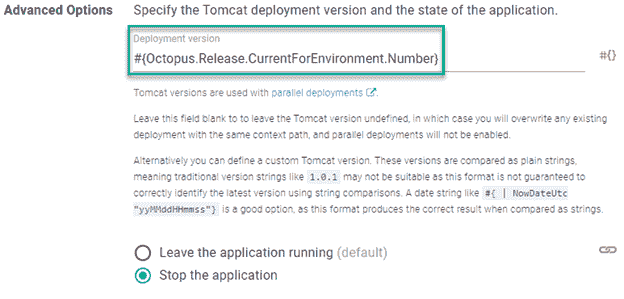 Advanced Options
Specify the Tomcat deployment version and the state of the application.
Deployment version
#{Octopus.Release.CurrentForEnvironment.Number}
#{}
Tomcat versions are used with parallel deployments.
Leave this field blank to to leave the Tomcat version undefined, in which case you will overwrite any existing
deployment with the same context path, and parallel deployments will not be enabled.
Alternatively you can define a custom Tomcat version. These versions are compared as plain strings,
meaning traditional version strings like 1.0.1 may not be suitable as this format is not guaranteed to
correctly identify the latest version using string comparisons. A date string like #{ | NowDateUtc
"yyMMddHHmmss"} is a good option, as this format produces the correct result when compared as strings.
Leave the application running (default)
Stop the application